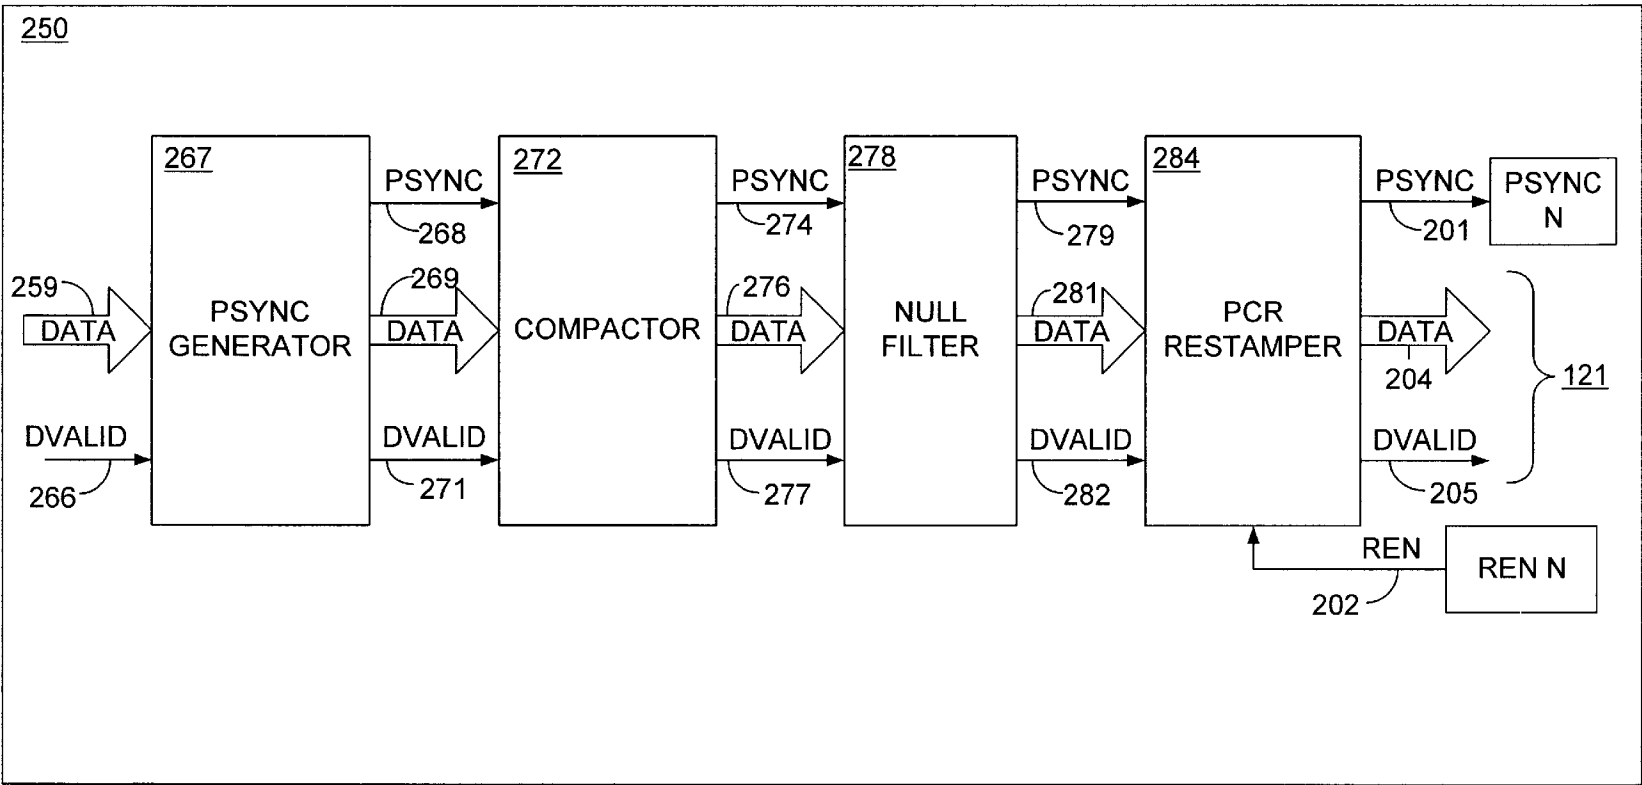 250
267
PSYNC
GENERATOR
259
DATA
DVALID
266
PSYNC
268
269
DATA
DVALID
271
272
COMPACTOR
PSYNC
274
276
DATA
DVALID
277
278
NULL
FILTER
PSYNC
279
281
DATA
DVALID
282
284
PCR
RESTAMPER
PSYNC
201
PSYNC
N
DATA
204
121
DVALID
205
REN
202
REN N